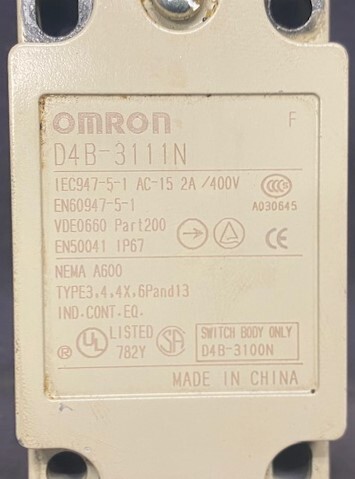 OMRON F
D4B-3111N
IEC947-5-1 AC-15 2A/400V
EN60947-5-1
A030645
VDE0660 Part200
EN50041 IP67
CE
NEMA A600
TYPE3,4,4X,6Pand13
IND.CONT.EQ.
UL LISTED 782Y SA
SWITCH BODY ONLY
D4B-3100N
MADE IN CHINA